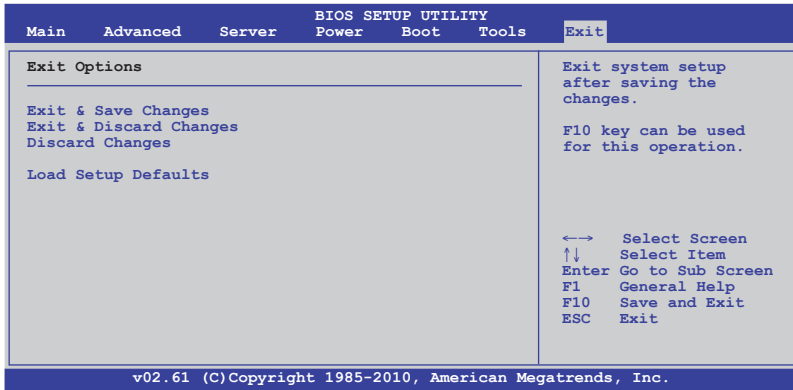 BIOS SETUP UTILITY
Main Advanced Server Power Boot Tools Exit
Exit Options
Exit & Save Changes
Exit & Discard Changes
Discard Changes
Load Setup Defaults
Exit system setup
after saving the
changes.
F10 key can be used
for this operation.
←→ Select Screen
↑↓ Select Item
Enter Go to Sub Screen
F1 General Help
F10 Save and Exit
ESC Exit
v02.61 (C)Copyright 1985-2010, American Megatrends, Inc.